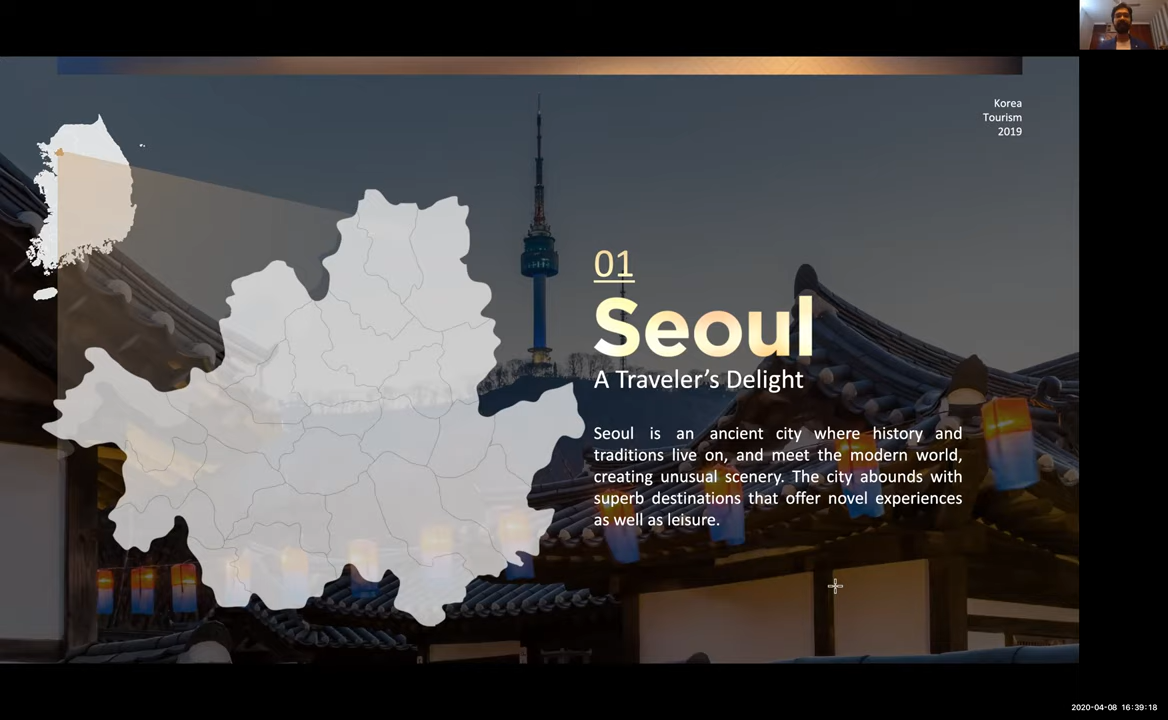 Korea
Tourism
2019
01
Seoul
A Traveler’s Delight
Seoul is an ancient city where history and
traditions live on, and meet the modern world,
creating unusual scenery. The city abounds with
superb destinations that offer novel experiences
as well as leisure.
2020-04-08 16:39:18